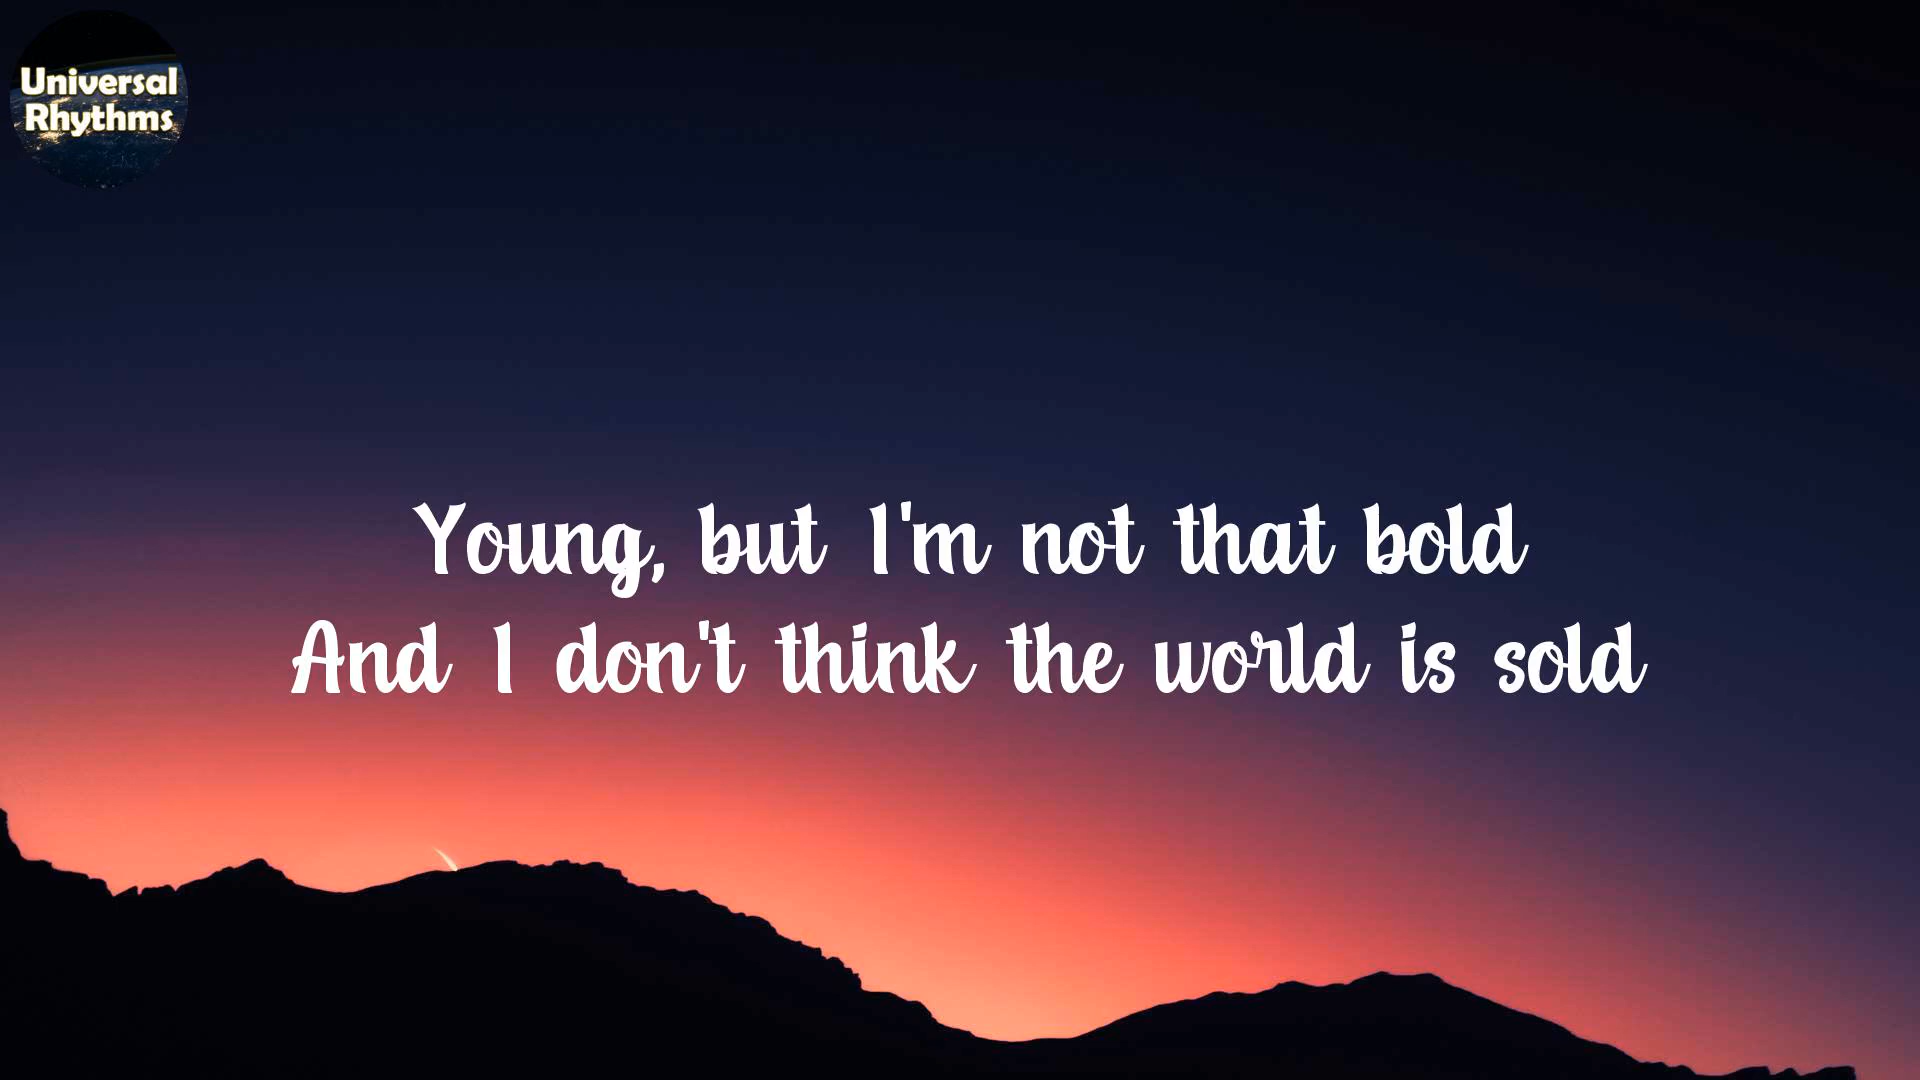 Universal
Rhythms
Young, but I'm not that bold
And I don't think the world is sold